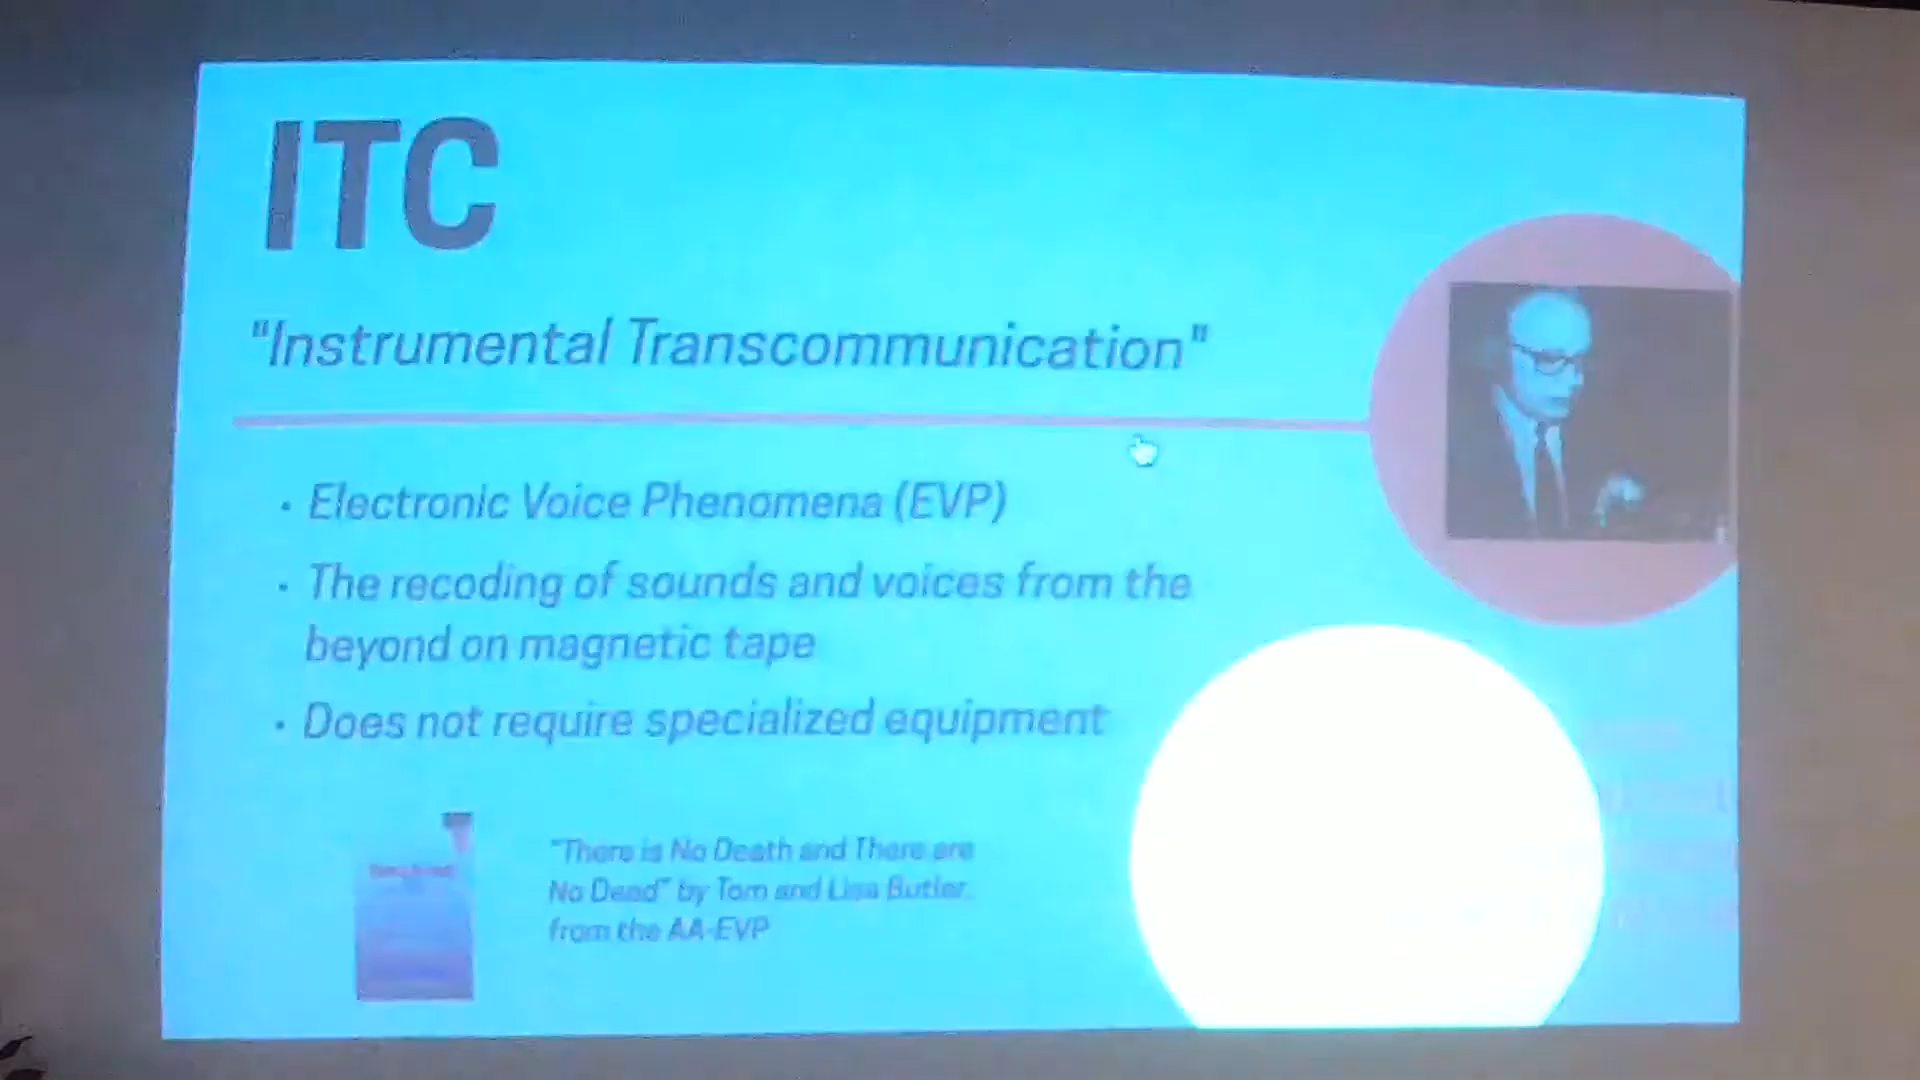 ITC
"Instrumental Transcommunication"
• Electronic Voice Phenomena (EVP)
• The recoding of sounds and voices from the
beyond on magnetic tape
• Does not require specialized equipment
"There is No Death and There are
No Dead" by Tom and Lisa Butler,
from the AA-EVP